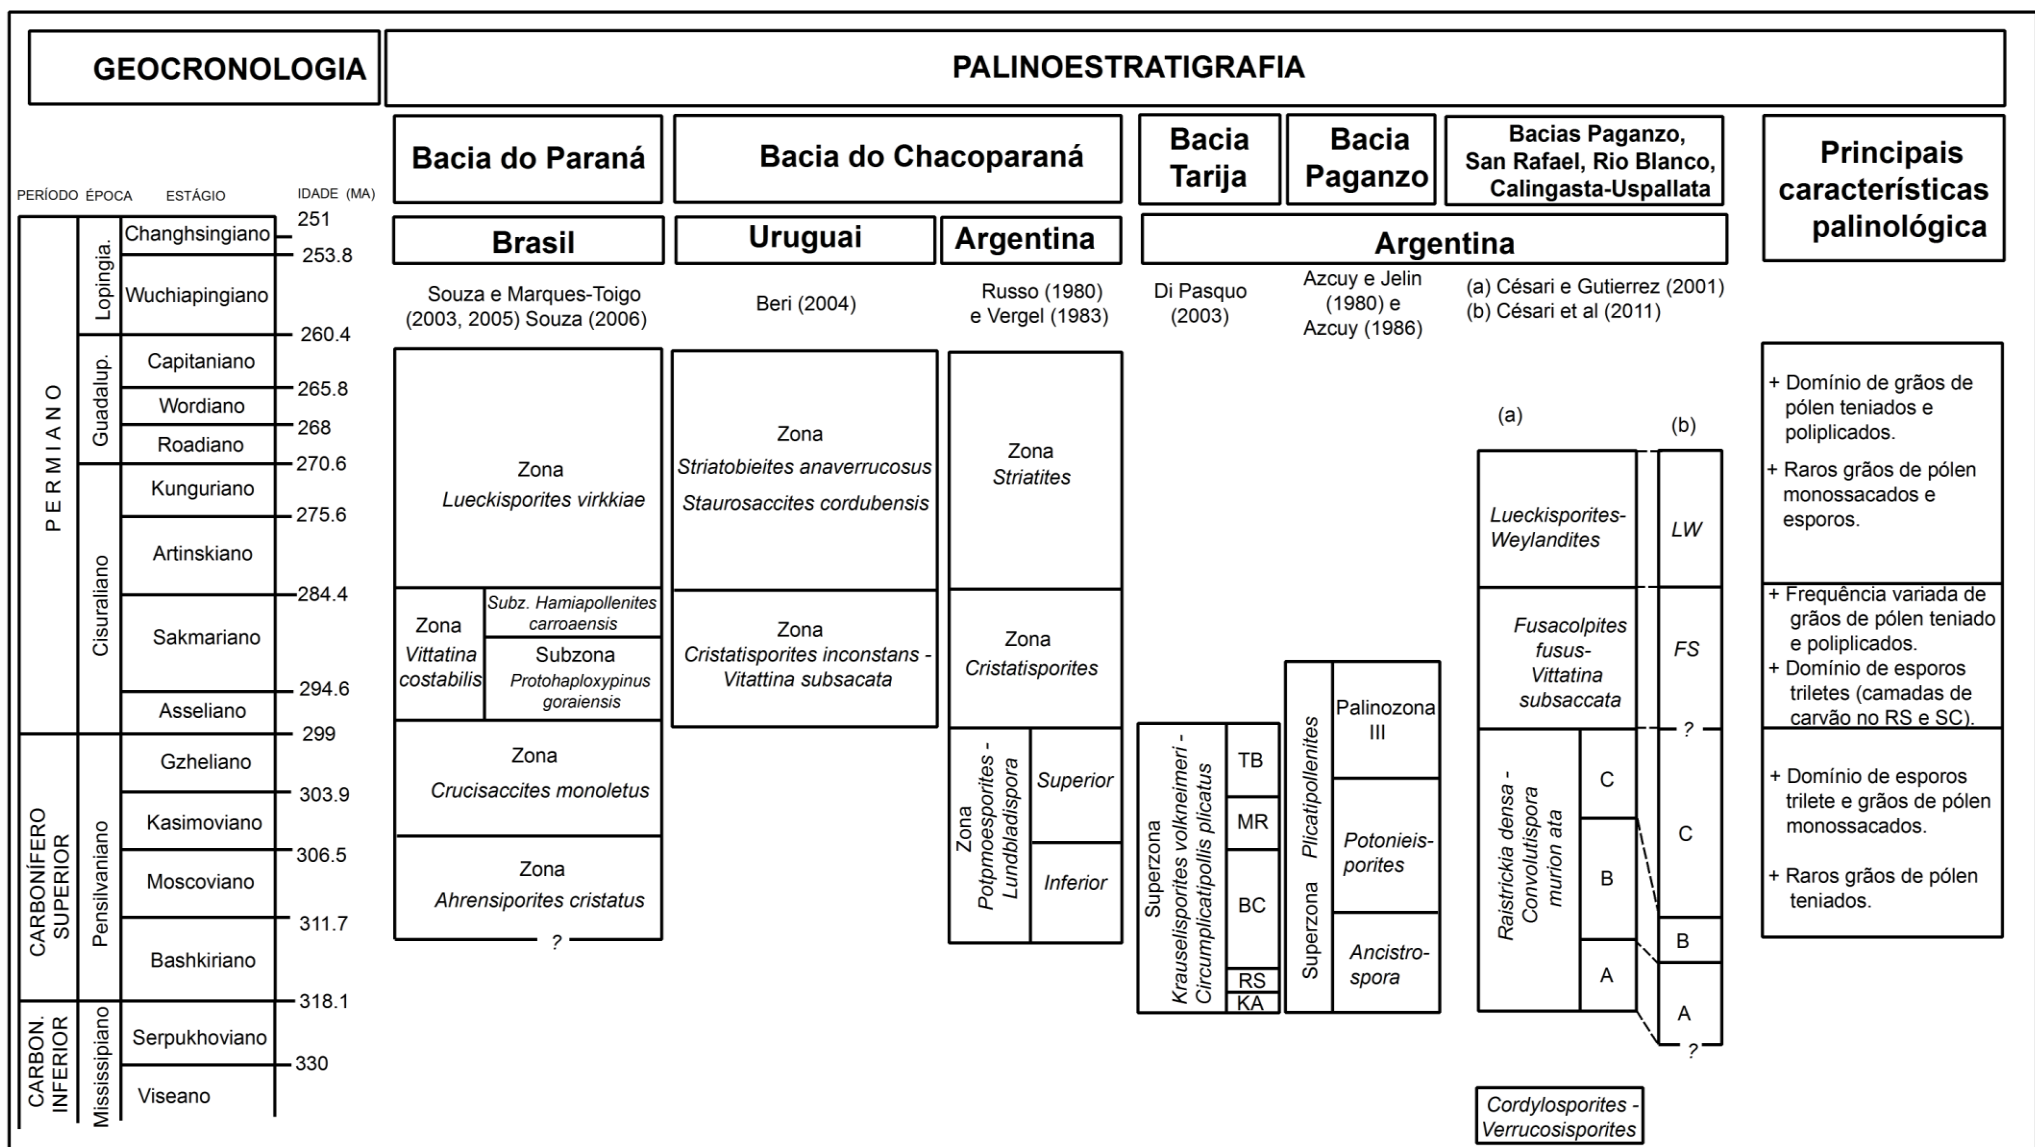 GEOCRONOLOGIA
PALINOESTRATIGRAFIA
Bacia do Paraná
Bacia do Chacoparaná
Bacia
Tarija
Bacia
Paganzo
Bacias Paganzo,
San Rafael, Rio Blanco,
Calingasta-Uspallata
Principais
características
palinológica
PERÍODO
ÉPOCA
ESTÁGIO
IDADE (MA)
Brasil
Uruguai
Argentina
Argentina
Souza e Marques-Toigo
(2003, 2005) Souza (2006)
Beri (2004)
Russo (1980)
e Vergel (1983)
Di Pasquo
(2003)
Azcuy e Jelin
(1980) e
Azcuy (1986)
(a) Césari e Gutierrez (2001)
(b) Césari et al (2011)
PERMIANO
CARBONÍFERO
SUPERIOR
CARBON.
INFERIOR
Lopingia.
Guadalup.
Cisuraliano
Pensilvaniano
Mississipiano
Changhsingiano
Wuchiapingiano
Capitaniano
Wordiano
Roadiano
Kunguriano
Artinskiano
Sakmariano
Asseliano
Gzheliano
Kasimoviano
Moscoviano
Bashkiriano
Serpukhoviano
Viseano
251
253.8
260.4
265.8
268
270.6
275.6
284.4
294.6
299
303.9
306.5
311.7
318.1
330
Zona
Lueckisporites virkkiae
Zona
Vittatina
costabilis
Subz. Hamiapollenites
carroaensis
Subzona
Protohaploxypinus
goraiensis
Zona
Crucisaccites monoletus
Zona
Ahrensiporites cristatus
?
Zona
Striatobieites anaverrucosus
Staurosaccites cordubensis
Zona
Cristatisporites inconstans -
Vitattina subsacata
Zona
Striatites
Zona
Cristatisporites
Zona
Potpmoesporites -
Lundbladispora
Superior
Inferior
Superzona
Krauselisporites volkneimeri -
Circumplicatipollis plicatus
TB
MR
BC
RS
KA
Superzona Plicatipollenites
Palinozona
III
Potonieis-
porites
Ancistro-
spora
(a)
(b)
Lueckisporites-
Weylandites
LW
Fusacolpites
fusus-
Vittatina
subsaccata
FS
?
Raistrickia densa -
Convolutispora
murion ata
C
B
A
C
B
A
?
Cordylosporites -
Verrucosisporites
+ Domínio de grãos de
pólen teniados e
poliplicados.
+ Raros grãos de pólen
monossacados e
esporos.
+ Frequência variada de
grãos de pólen teniado
e poliplicados.
+ Domínio de esporos
triletes (camadas de
carvão no RS e SC).
+ Domínio de esporos
trilete e grãos de pólen
monossacados.
+ Raros grãos de pólen
teniados.